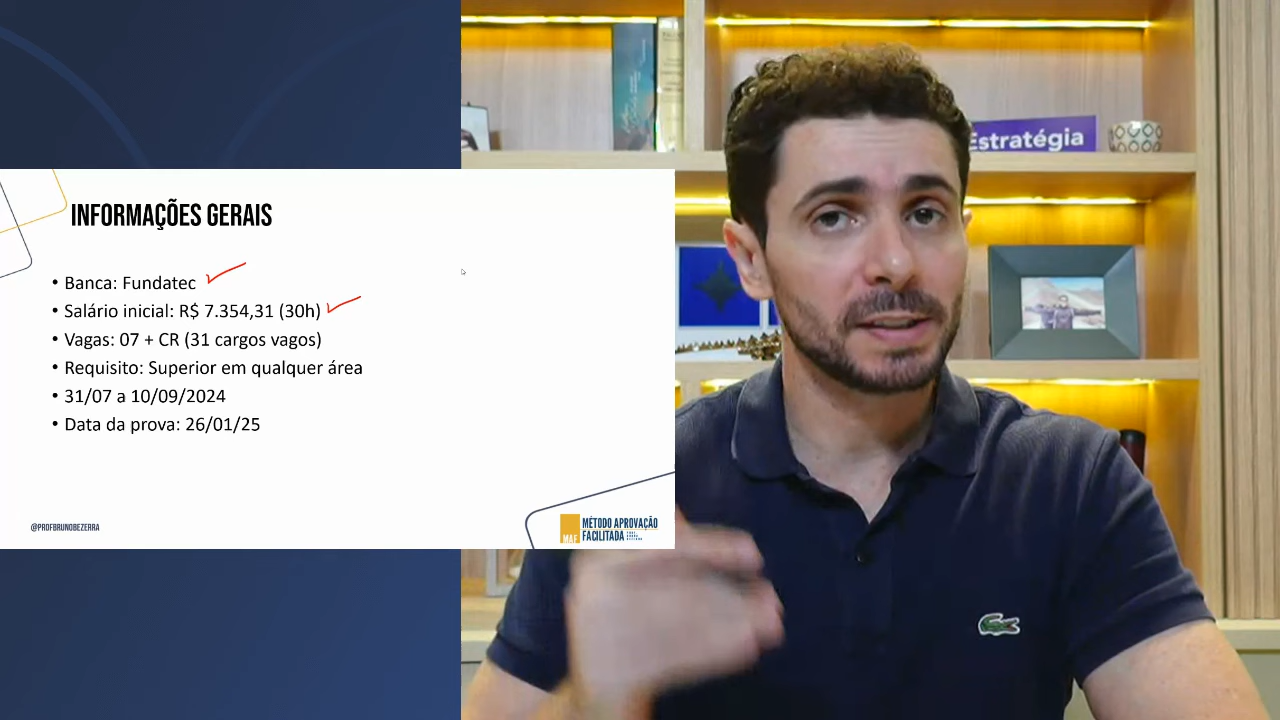 Estratégia
INFORMAÇÕES GERAIS
• Banca: Fundatec
• Salário inicial: R$ 7.354,31 (30h)
• Vagas: 07 + CR (31 cargos vagos)
• Requisito: Superior em qualquer área
• 31/07 a 10/09/2024
• Data da prova: 26/01/25
@PROFBRUNOBEZERRA
MAF
MÉTODO APROVAÇÃO
FACILITADA